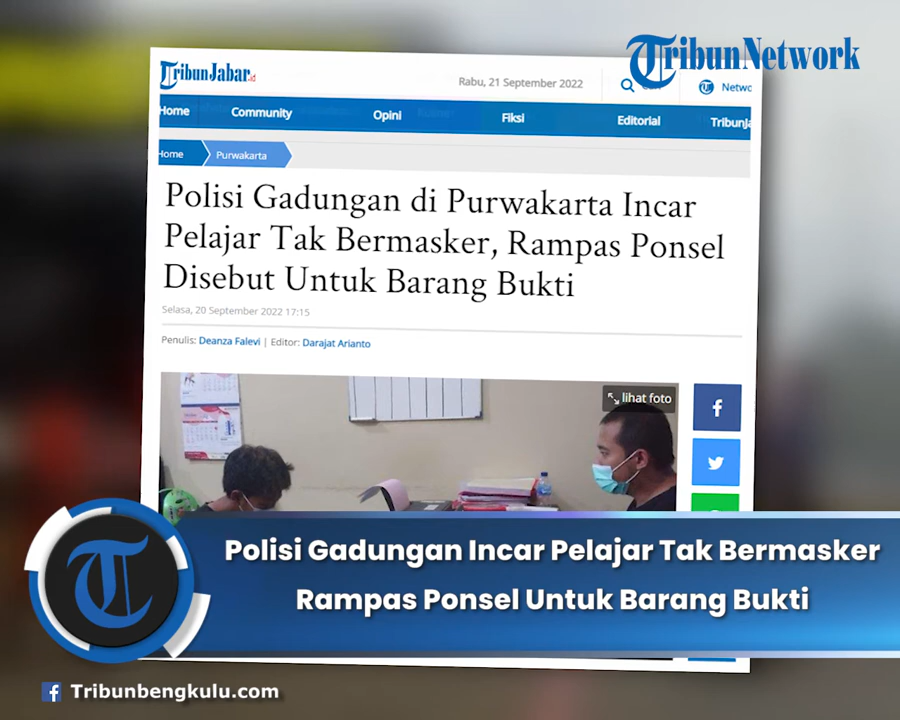 TribunNetwork
TribunJabar.id
Rabu, 21 September 2022
Home Community Opini Fiksi Editorial
Home Purwakarta
Polisi Gadungan di Purwakarta Incar
Pelajar Tak Bermasker, Rampas Ponsel
Disebut Untuk Barang Bukti
Selasa, 20 September 2022 17:15
Penulis: Deanza Falevi | Editor: Darajat Arianto
lihat foto
Polisi Gadungan Incar Pelajar Tak Bermasker
Rampas Ponsel Untuk Barang Bukti
Tribunbengkulu.com